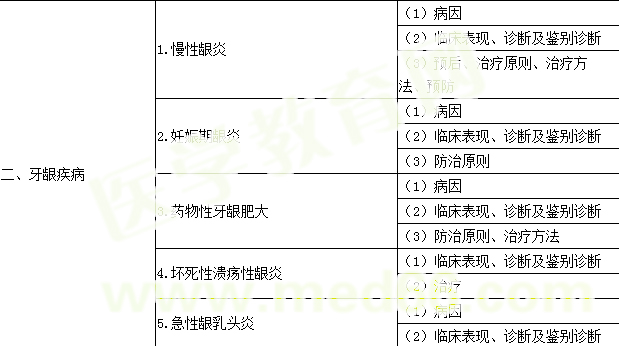 二、牙龈疾病
1.慢性龈炎
（1）病因
（2）临床表现、诊断及鉴别诊断
（3）预后、治疗原则、治疗方
法、预防
2.妊娠期龈炎
（1）病因
（2）临床表现、诊断及鉴别诊断
（3）防治原则
3.药物性牙龈肥大
（1）病因
（2）临床表现、诊断及鉴别诊断
（3）防治原则、治疗方法
4.坏死性溃疡性龈炎
（1）临床表现、诊断及鉴别诊断
（2）治疗
5.急性龈乳头炎
（1）病因
（2）临床表现、诊断及鉴别诊断
医学教育网